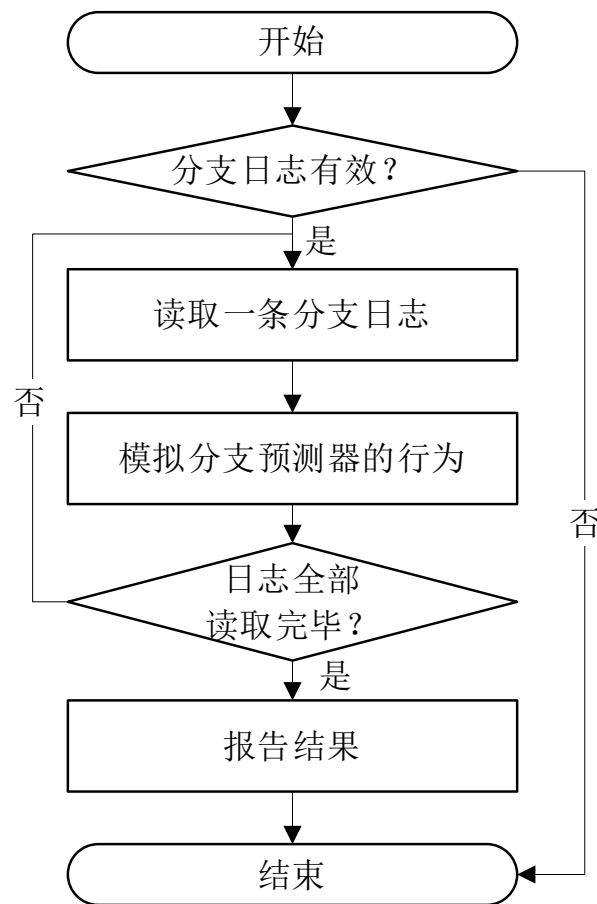 开始
分支日志有效？
是
读取一条分支日志
否
模拟分支预测器的行为
否
日志全部
读取完毕？
是
报告结果
结束